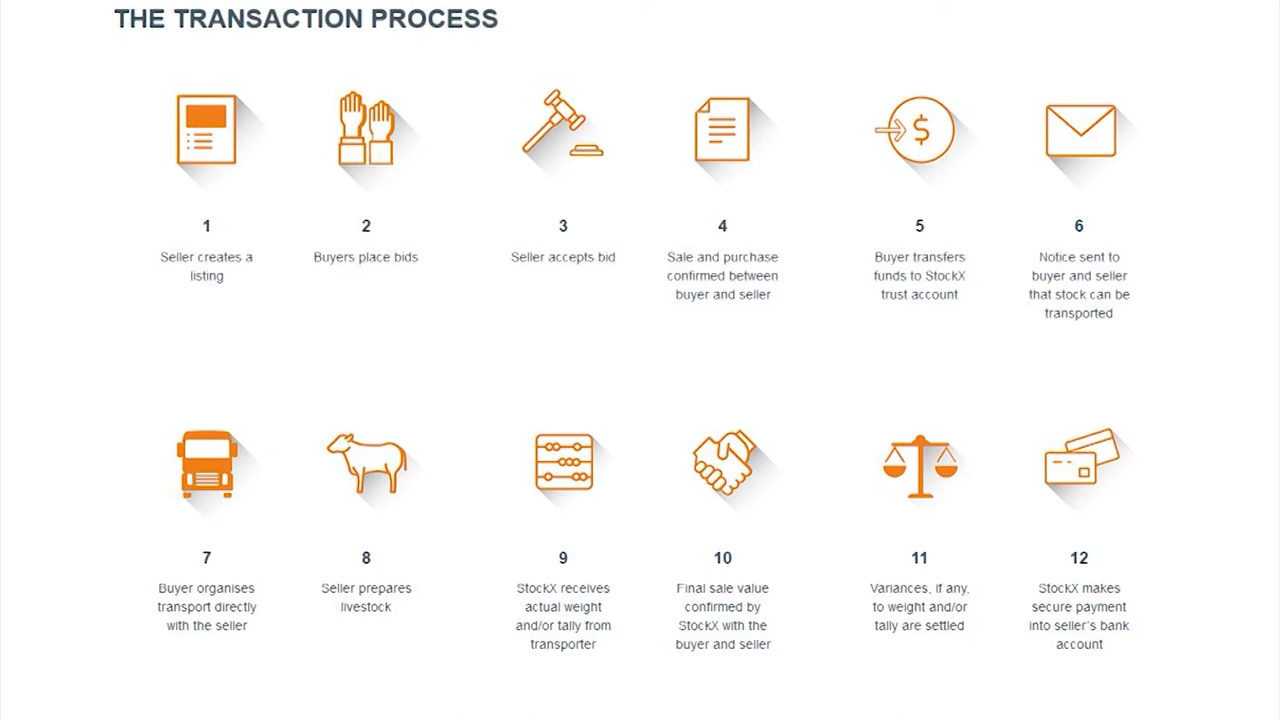 THE TRANSACTION PROCESS
1
Seller creates a
listing
2
Buyers place bids
3
Seller accepts bid
4
Sale and purchase
confirmed between
buyer and seller
5
Buyer transfers
funds to StockX
trust account
6
Notice sent to
buyer and seller
that stock can be
transported
7
Buyer organises
transport directly
with the seller
8
Seller prepares
livestock
9
StockX receives
actual weight
and/or tally from
transporter
10
Final sale value
confirmed by
StockX with the
buyer and seller
11
Variances, if any,
to weight and/or
tally are settled
12
StockX makes
secure payment
into seller's bank
account